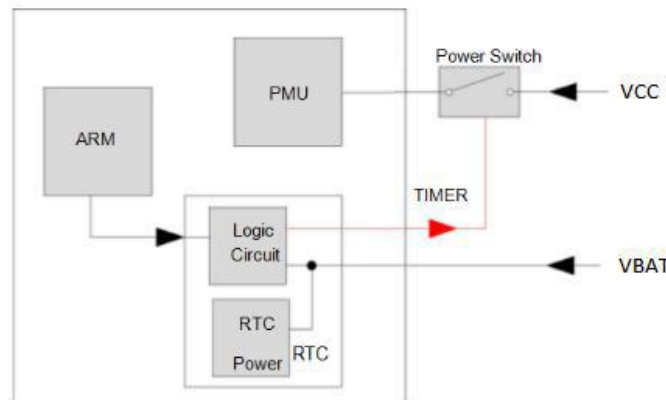 Power Switch
PMU
VCC
ARM
TIMER
Logic
Circuit
VBAT
RTC
Power
RTC